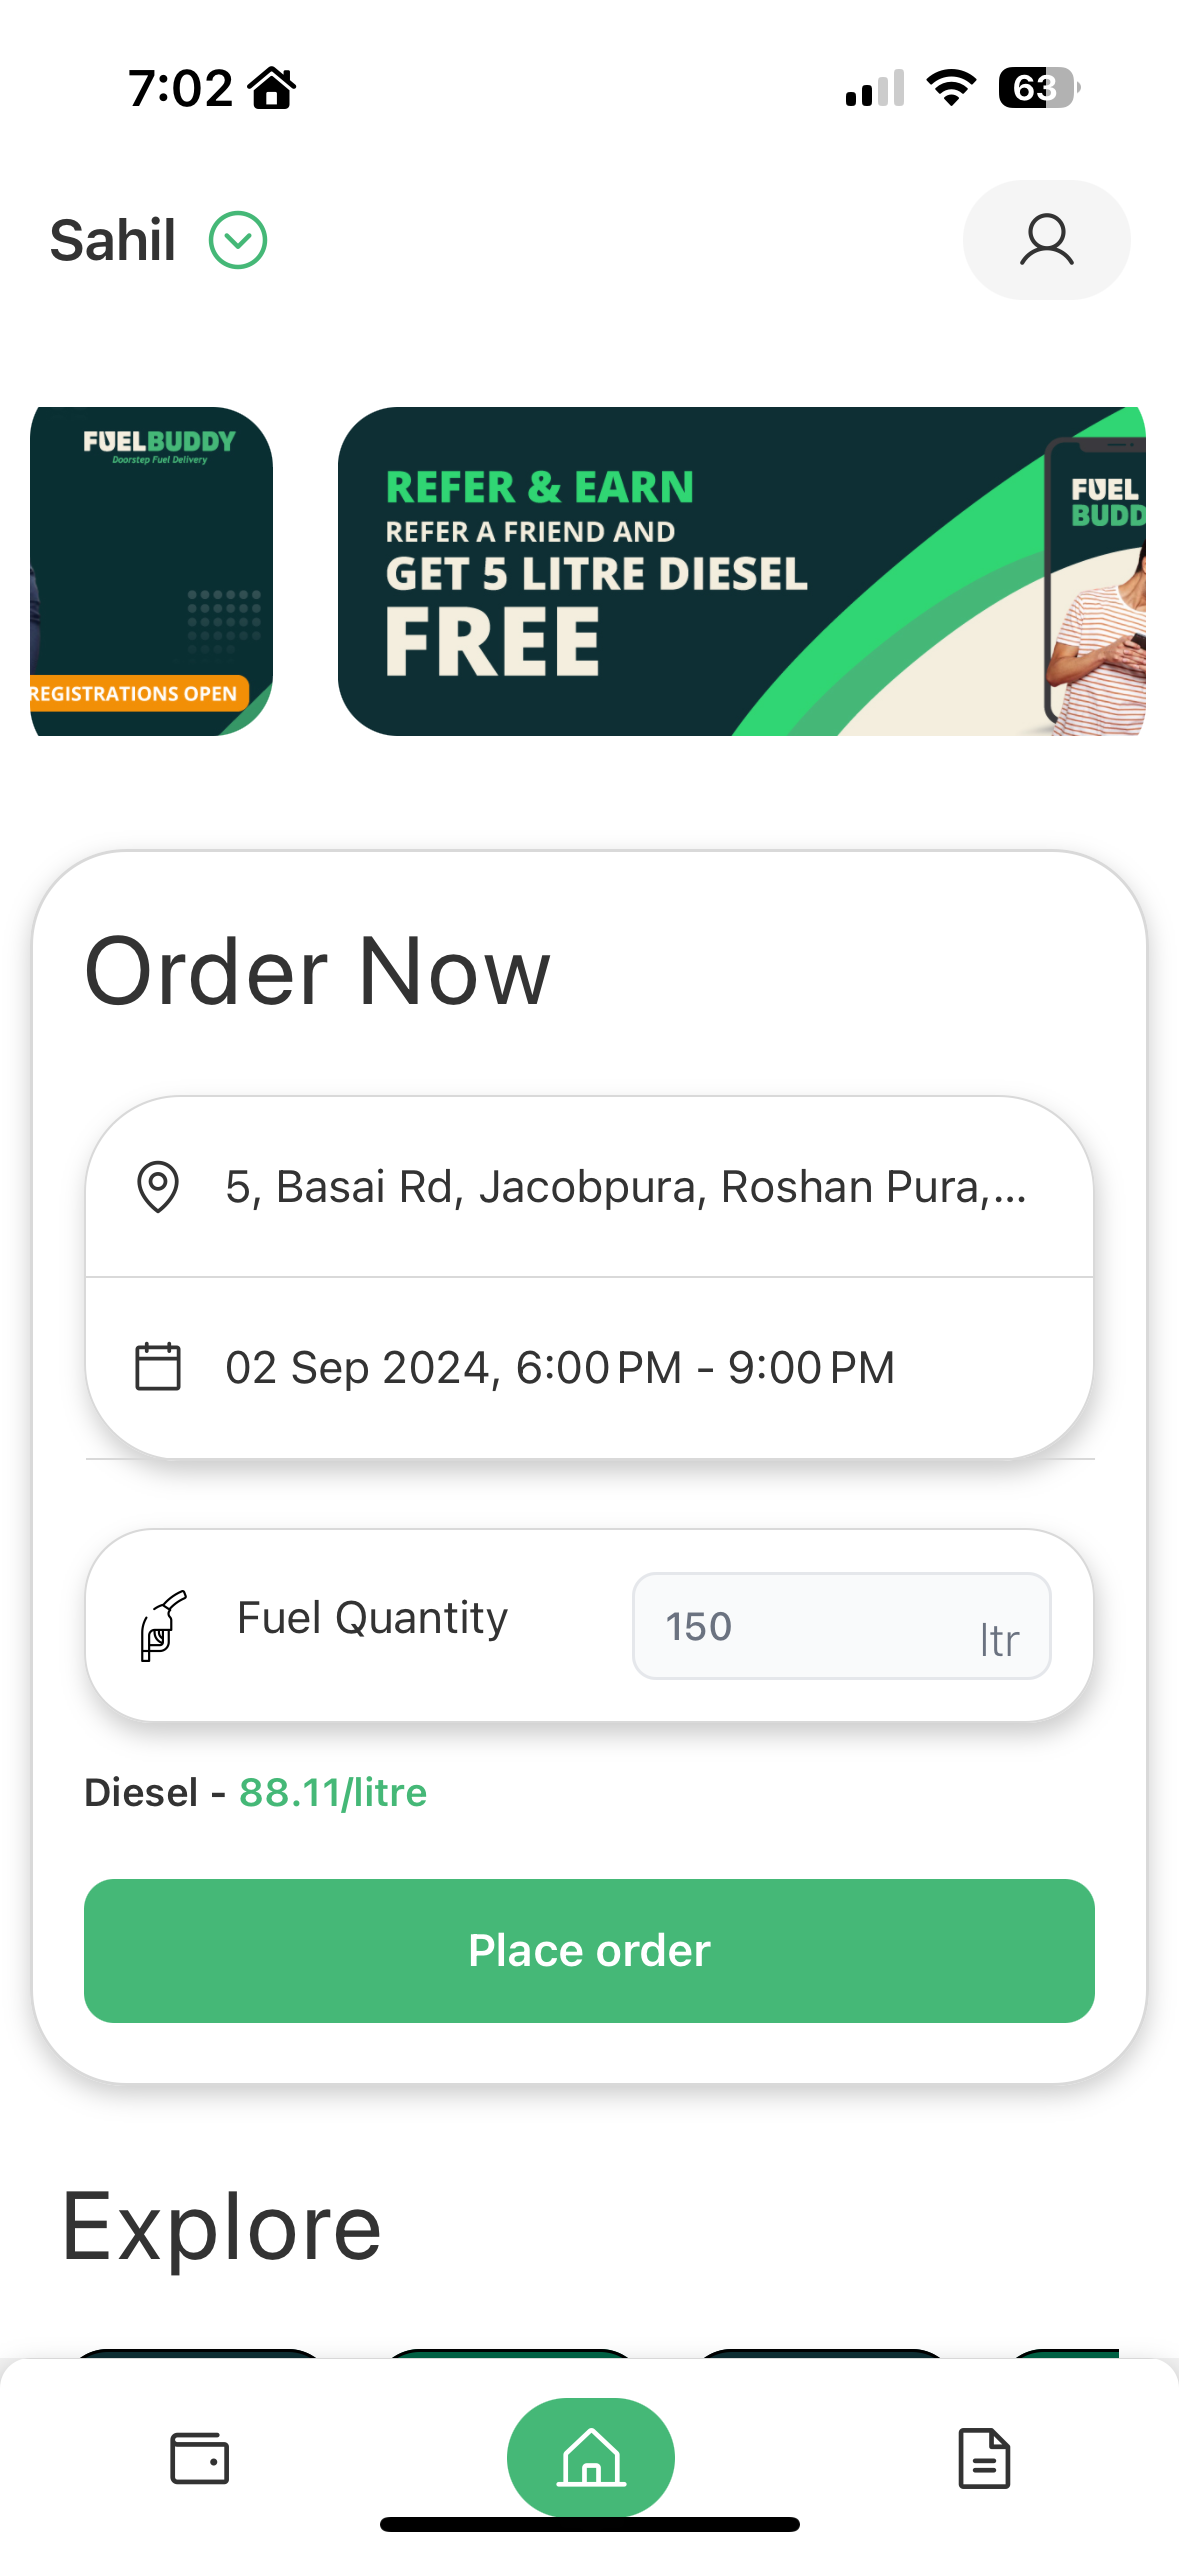 7:02
63
Sahil
FUELBUDDY
Doorstep Fuel Delivery
REGISTRATIONS OPEN
REFER & EARN
REFER A FRIEND AND
GET 5 LITRE DIESEL
FREE
FUEL
BUDD
Order Now
5, Basai Rd, Jacobpura, Roshan Pura,...
02 Sep 2024, 6:00 PM - 9:00 PM
Fuel Quantity
150
ltr
Diesel - 88.11/litre
Place order
Explore